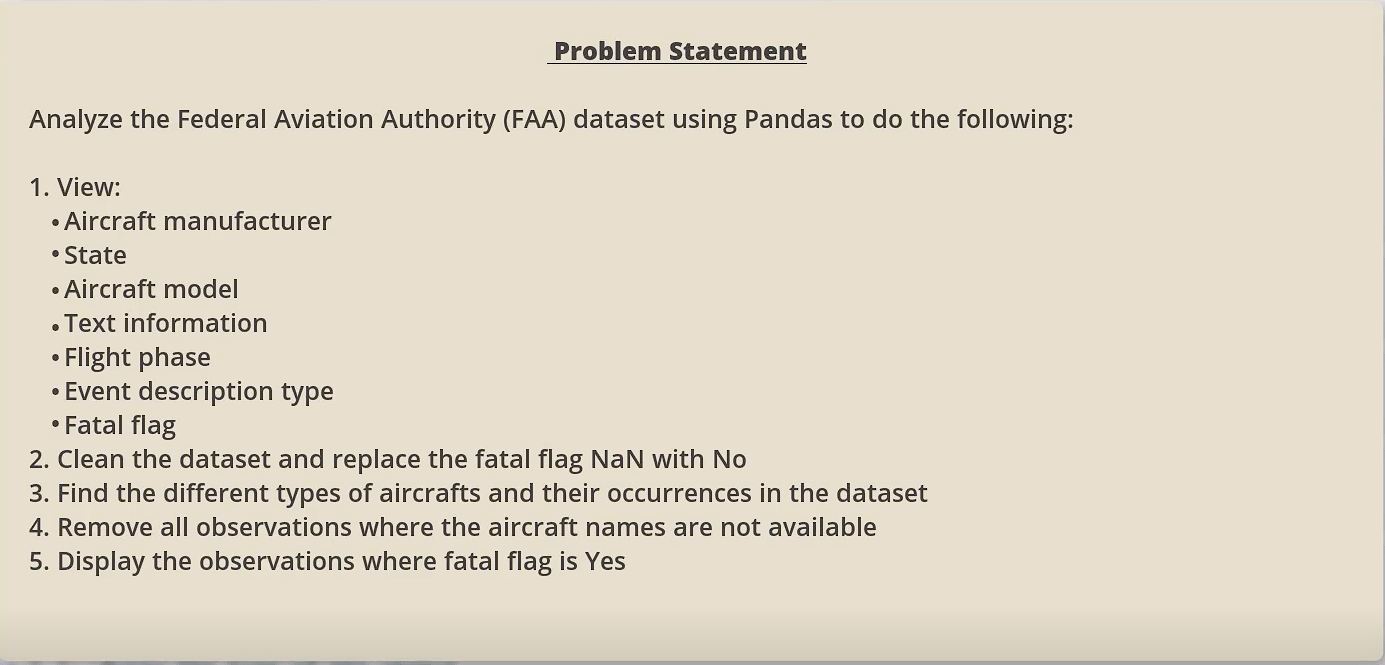 Problem Statement
Analyze the Federal Aviation Authority (FAA) dataset using Pandas to do the following:
1. View:
• Aircraft manufacturer
• State
• Aircraft model
• Text information
• Flight phase
• Event description type
• Fatal flag
2. Clean the dataset and replace the fatal flag NaN with No
3. Find the different types of aircrafts and their occurrences in the dataset
4. Remove all observations where the aircraft names are not available
5. Display the observations where fatal flag is Yes